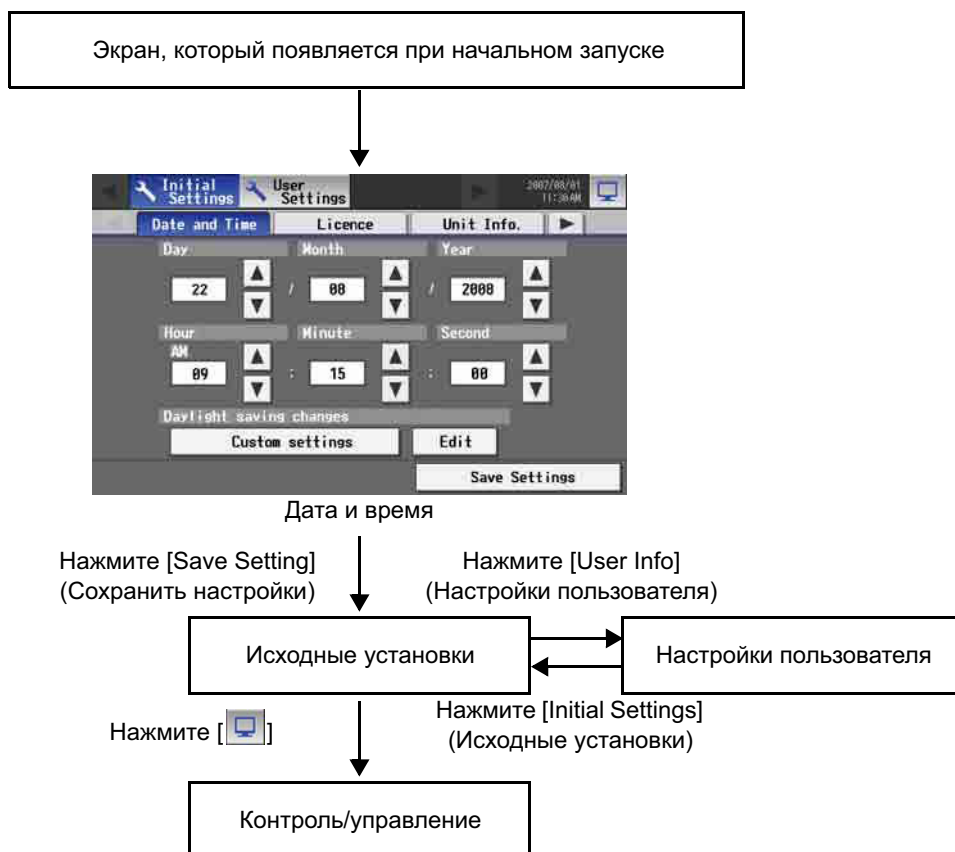 Экран, который появляется при начальном запуске
Initial Settings
User Settings
2007/08/01
11:36AM
Date and Time
Licence
Unit Info.
Day
Month
Year
22 / 08 / 2008
Hour
Minute
Second
AM
09 : 15 : 00
Daylight saving changes
Custom settings
Edit
Save Settings
Дата и время
Нажмите [Save Setting]
(Сохранить настройки)
Нажмите [User Info]
(Настройки пользователя)
Исходные установки
Настройки пользователя
Нажмите [ ]
Нажмите [Initial Settings]
(Исходные установки)
Контроль/управление